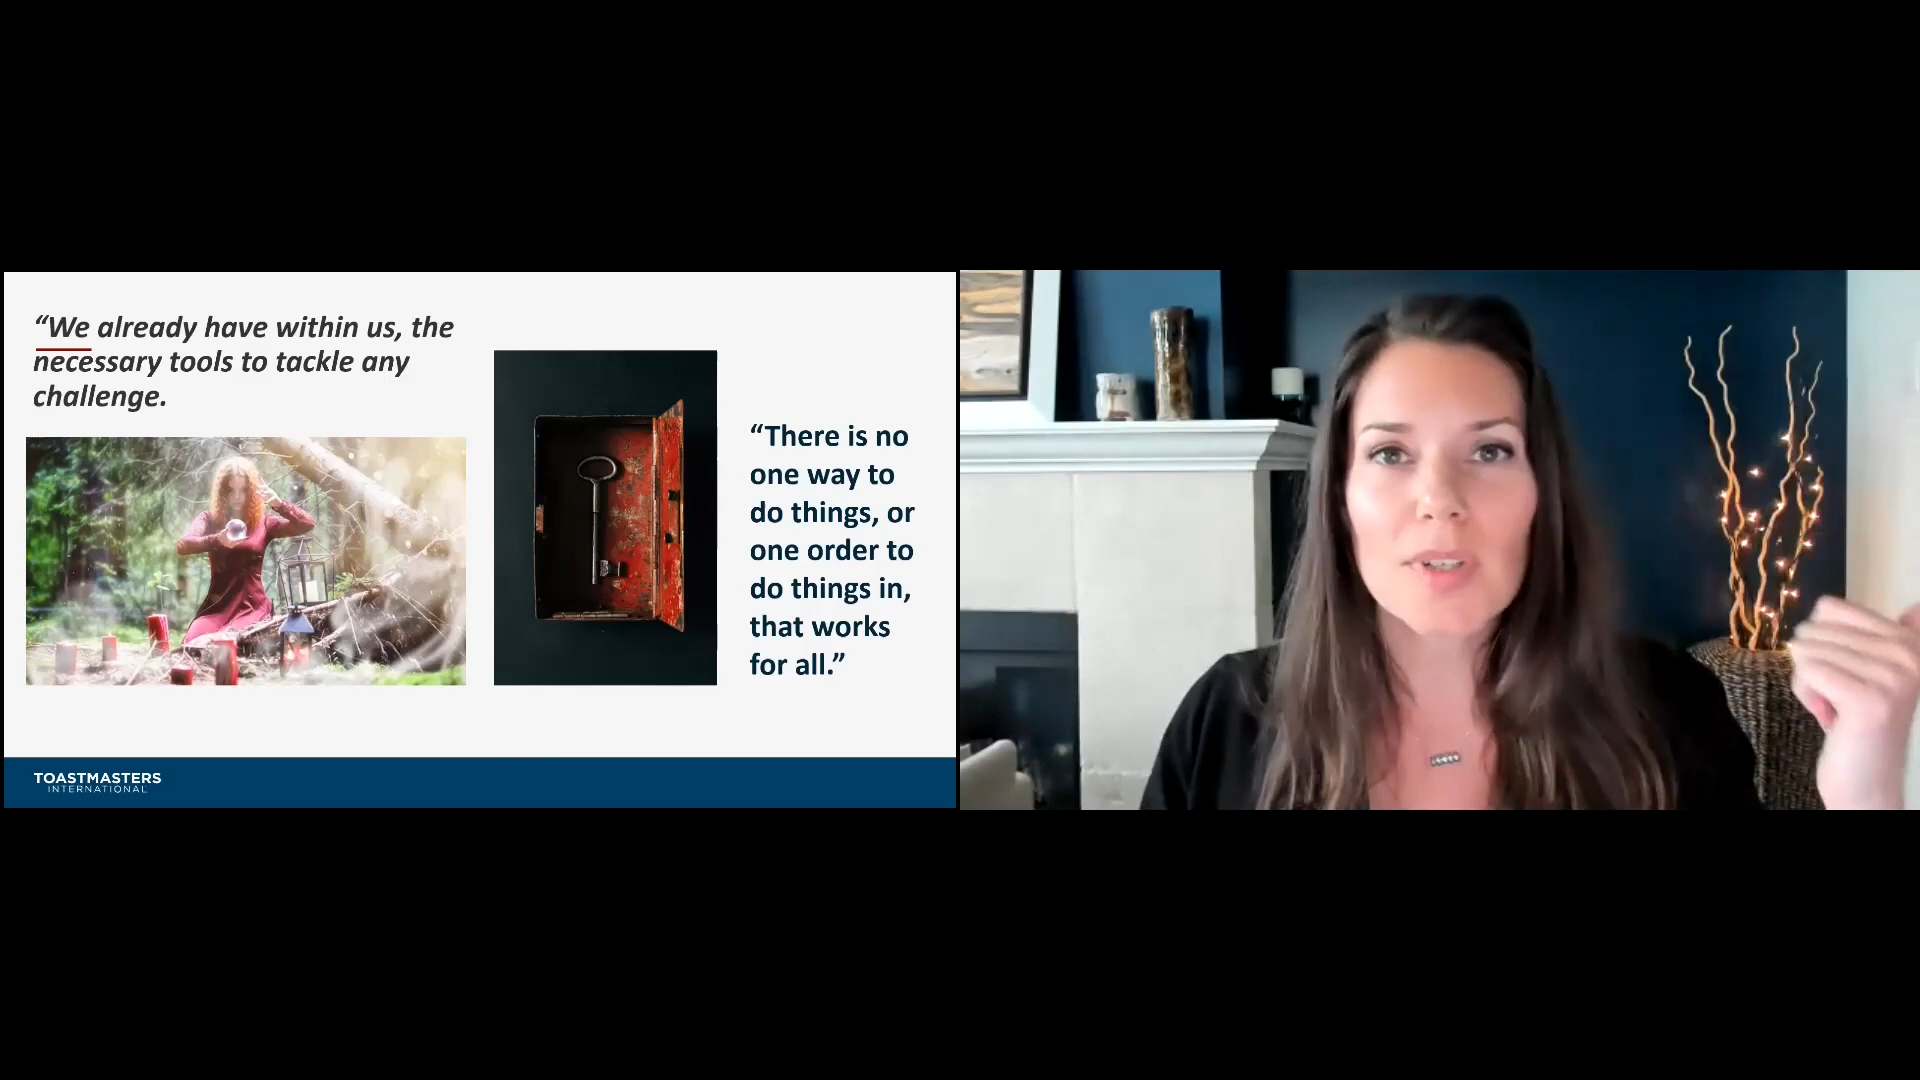 “We already have within us, the
necessary tools to tackle any
challenge.
“There is no
one way to
do things, or
one order to
do things in,
that works
for all.”
TOASTMASTERS
INTERNATIONAL